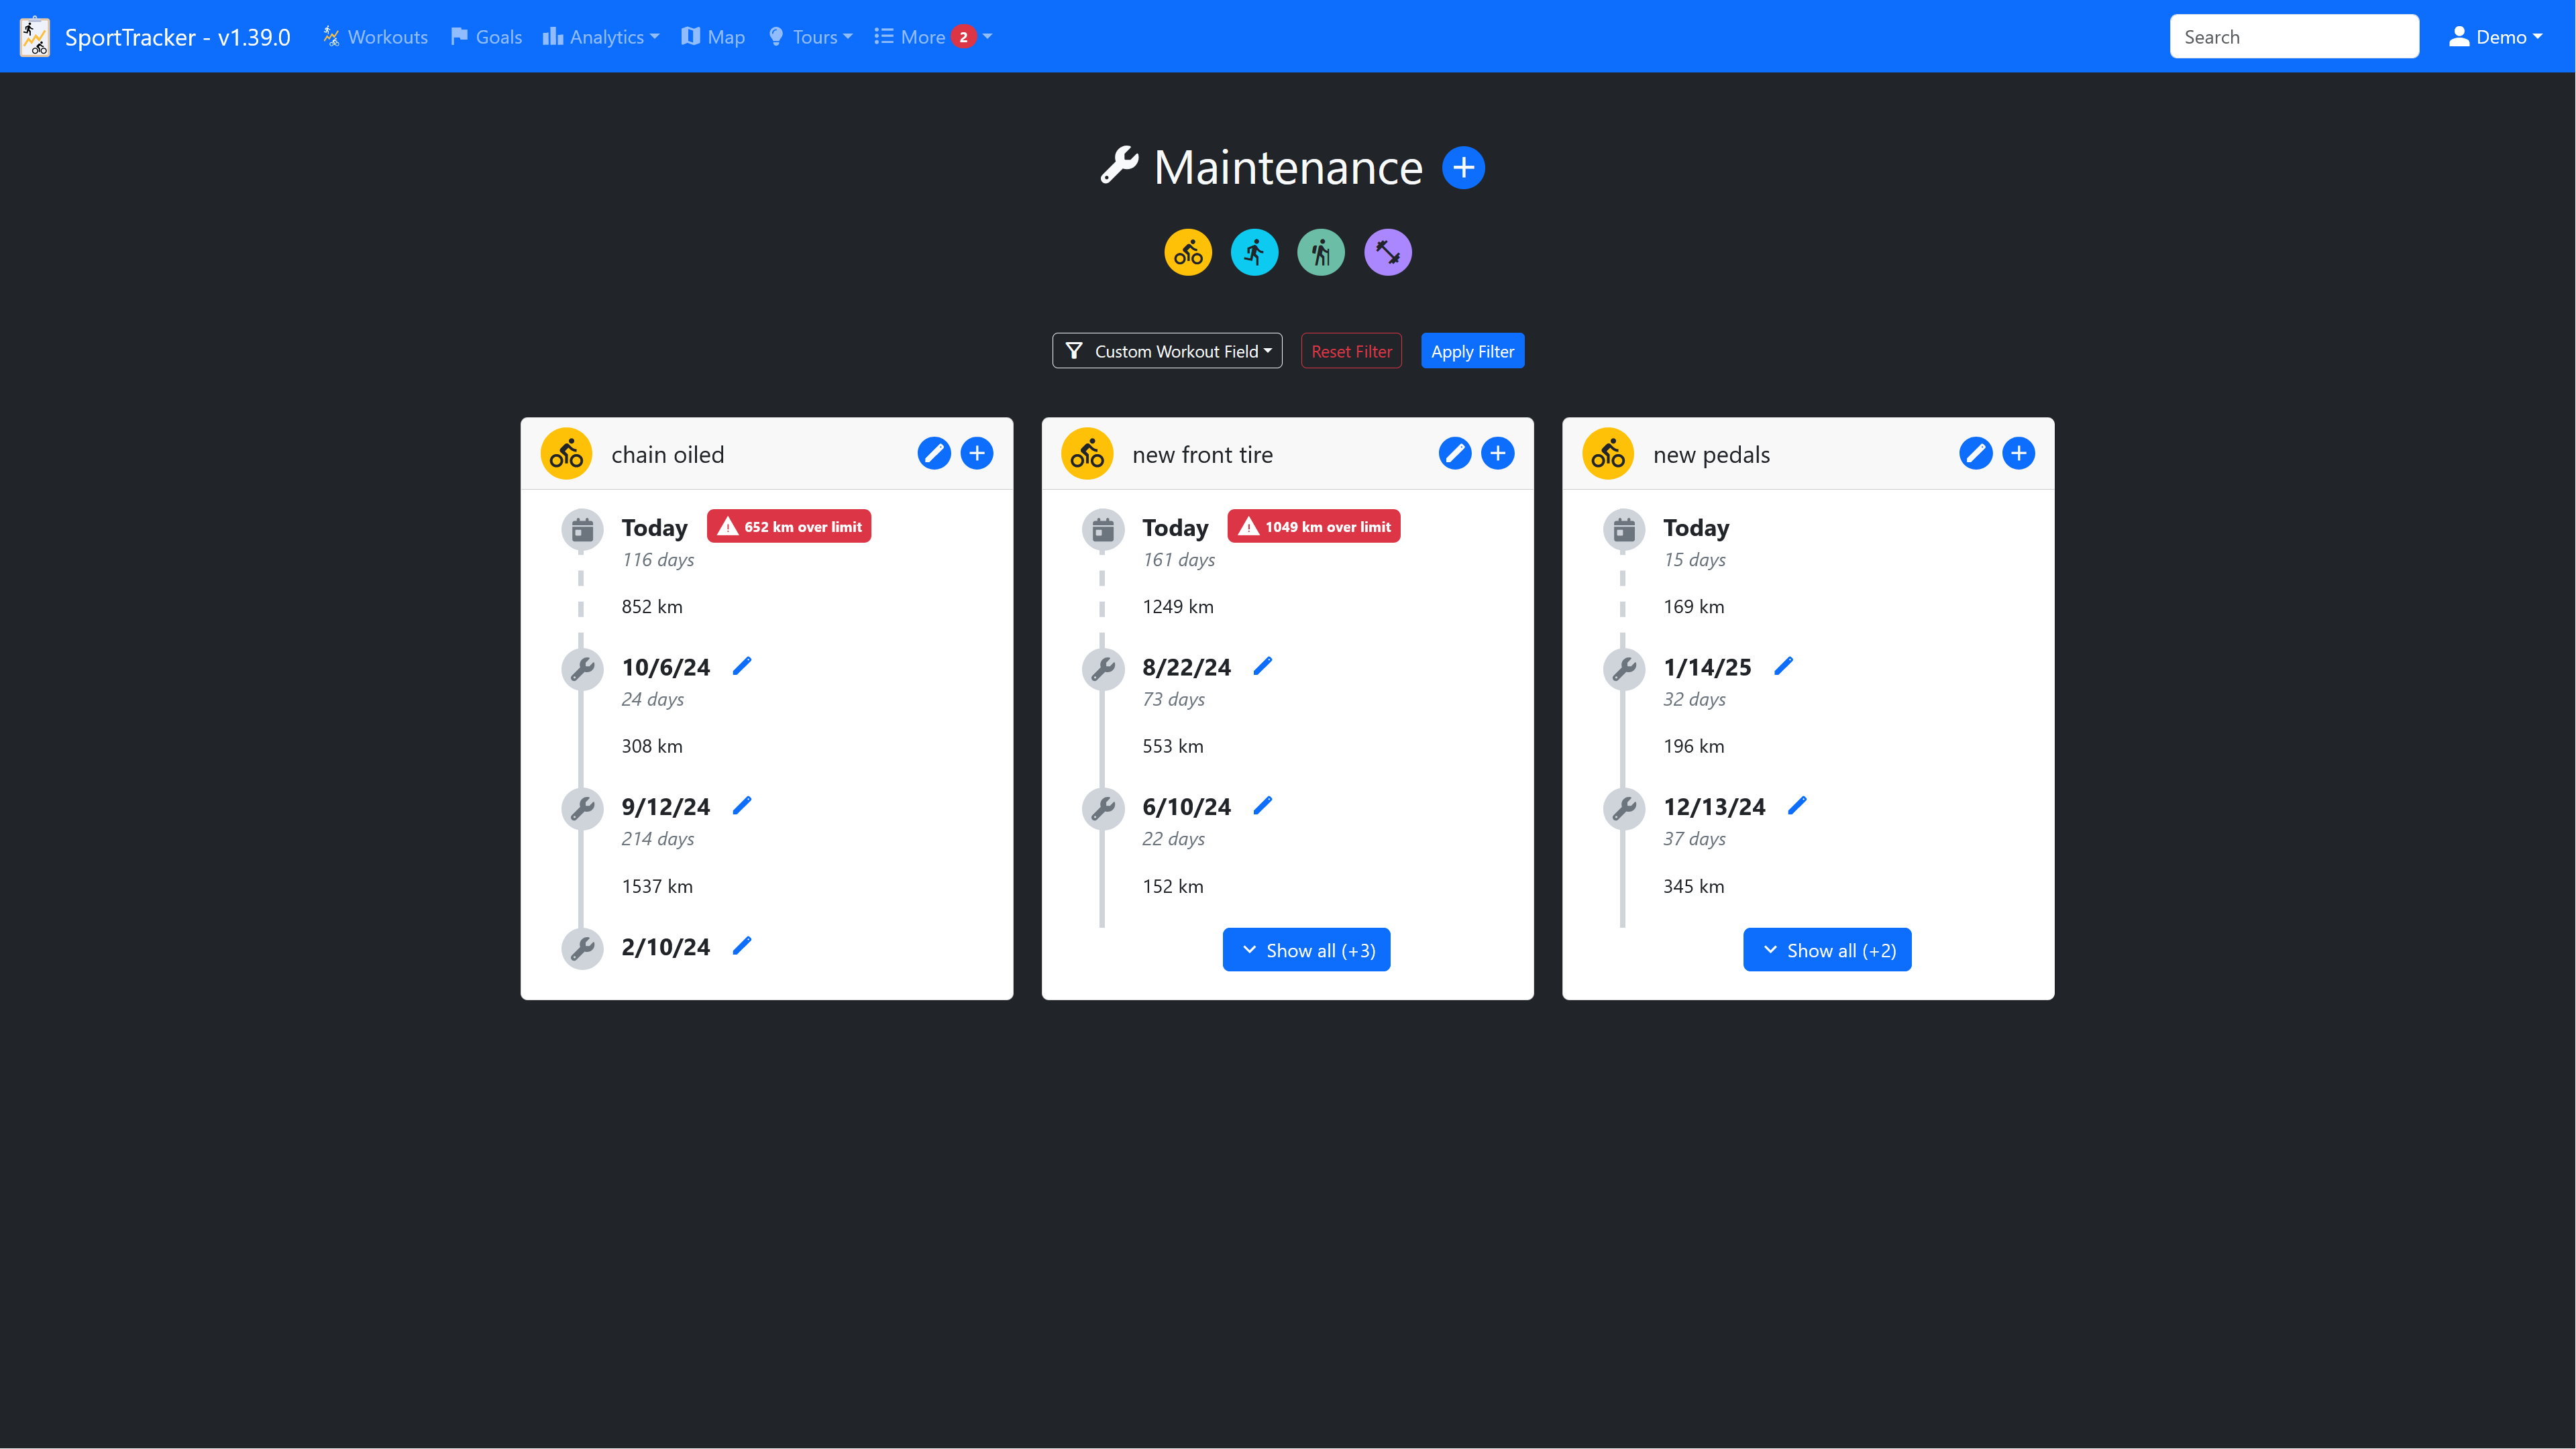 SportTracker - v1.39.0 Workouts Goals Analytics Map Tours More 2 Search Demo
Maintenance
Custom Workout Field Reset Filter Apply Filter
chain oiled
Today 652 km over limit
116 days
852 km
10/6/24
24 days
308 km
9/12/24
214 days
1537 km
2/10/24
new front tire
Today 1049 km over limit
161 days
1249 km
8/22/24
73 days
553 km
6/10/24
22 days
152 km
Show all (+3)
new pedals
Today
15 days
169 km
1/14/25
32 days
196 km
12/13/24
37 days
345 km
Show all (+2)